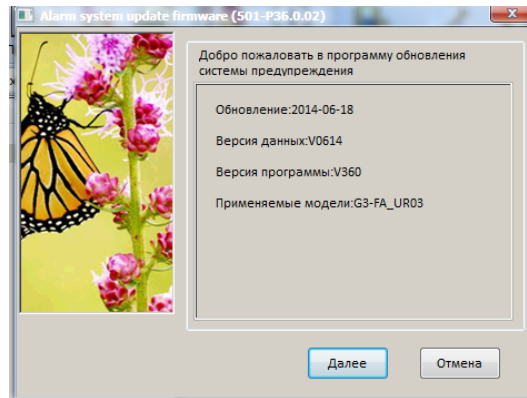 Alarm system update firmware (501-P36.0.02)
Добро пожаловать в программу обновления
системы предупреждения
Обновление:2014-06-18
Версия данных:V0614
Версия программы:V360
Применяемые модели:G3-FA_UR03
Далее
Отмена